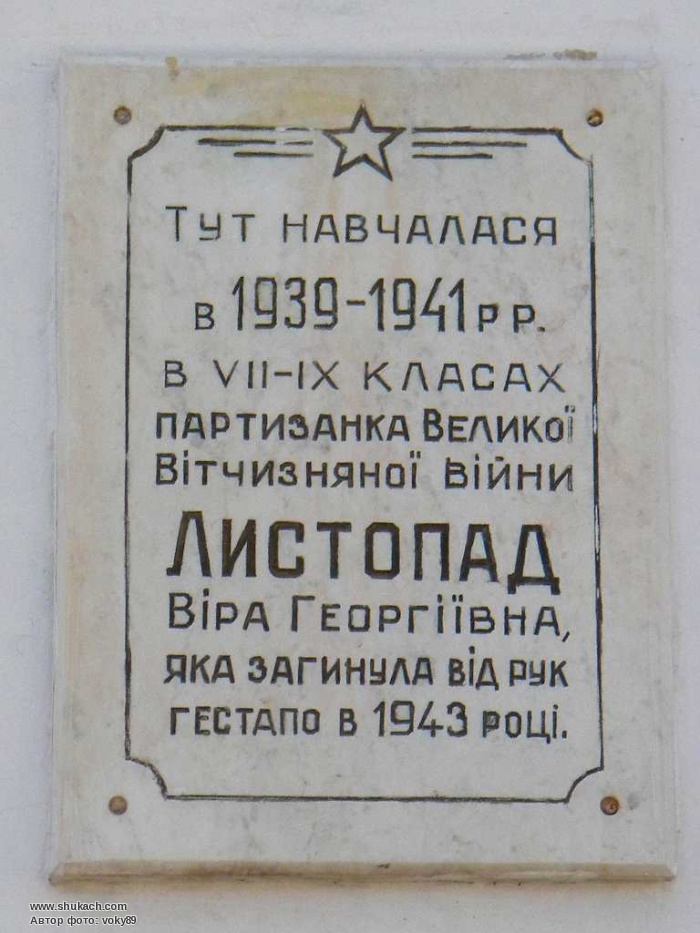 Тут навчалася
в 1939-1941 р р.
в VII-IX класах
партизанка Великої
Вітчизняної війни
Листопад
Віра Георгіївна,
яка загинула від рук
гестапо в 1943 році.
www.shukach.com
Автор фото: voky89